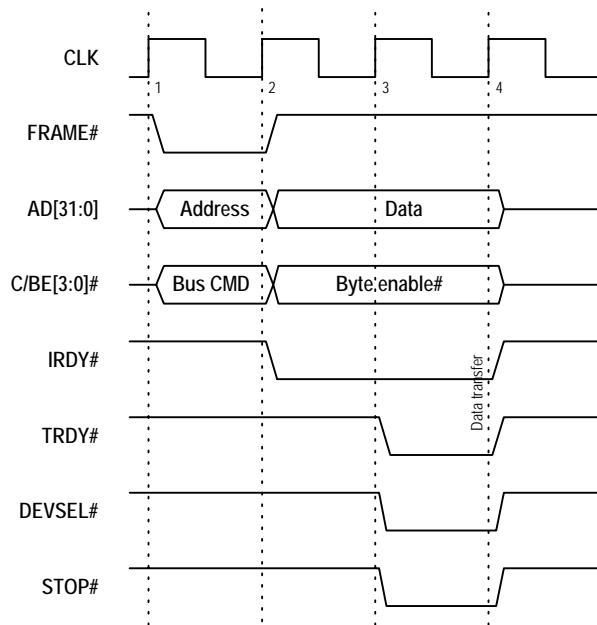 CLK
1 2 3 4
FRAME#
AD[31:0] Address Data
C/BE[3:0]# Bus CMD Byte enable#
IRDY#
Data transfer
TRDY#
DEVSEL#
STOP#